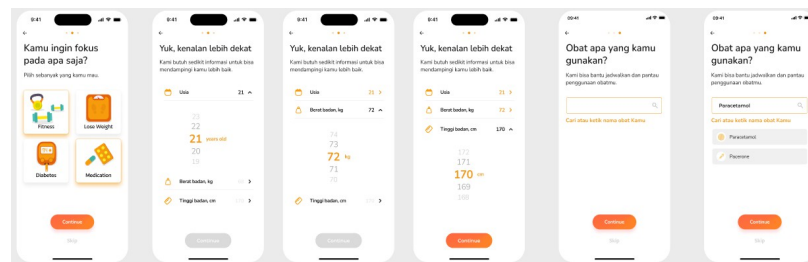 9:41
Kamu ingin fokus
pada apa saja?
Pilih sebanyak yang kamu mau.
Fitness
Lose Weight
Diabetes
Medication
Continue
Skip
9:41
Yuk, kenalan lebih dekat
Kami butuh sedikit informasi untuk bisa
mendampingi kamu lebih baik.
Usia 21
23
22
21 years old
20
19
Berat badan, kg
Tinggi badan, cm
Continue
9:41
Yuk, kenalan lebih dekat
Kami butuh sedikit informasi untuk bisa
mendampingi kamu lebih baik.
Usia 21
Berat badan, kg 72
74
73
72 kg
71
70
Tinggi badan, cm
Continue
9:41
Yuk, kenalan lebih dekat
Kami butuh sedikit informasi untuk bisa
mendampingi kamu lebih baik.
Usia 21
Berat badan, kg 72
Tinggi badan, cm 170
172
171
170 cm
169
168
Continue
09:41
Obat apa yang kamu
gunakan?
Kami bisa bantu jadwalkan dan pantau
penggunaan obatmu.
Cari atau ketik nama obat Kamu
Continue
Skip
09:41
Obat apa yang kamu
gunakan?
Kami bisa bantu jadwalkan dan pantau
penggunaan obatmu.
Paracetamol
Cari atau ketik nama obat Kamu
Paracetamol
Continue
Skip